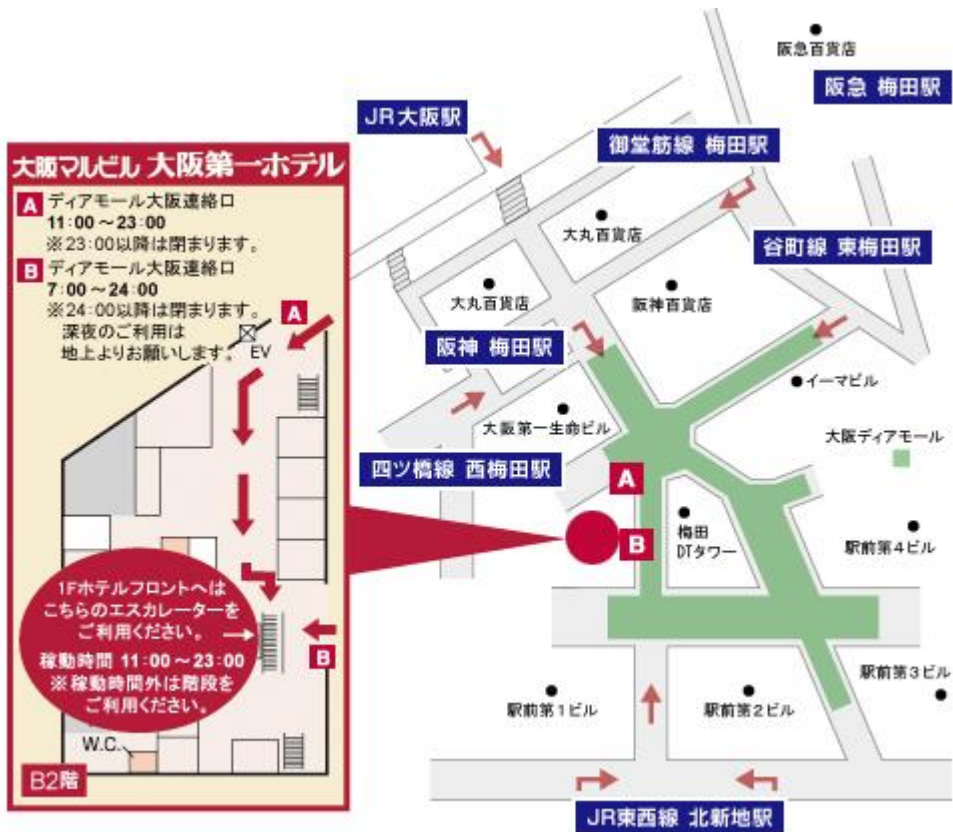 大阪マルビル 大阪第一ホテル
A ディアモール大阪連絡口
11:00～23:00
※23:00以降は閉まります。
B ディアモール大阪連絡口
7:00～24:00
※24:00以降は閉まります。
深夜のご利用は
地上よりお願いします。
A
EV
1Fホテルフロントへは
こちらのエスカレーターを
ご利用ください。
稼動時間 11:00～23:00
※稼動時間外は階段を
ご利用ください。
B
W.C.
B2階
阪急百貨店
阪急 梅田駅
JR大阪駅
御堂筋線 梅田駅
大丸百貨店
谷町線 東梅田駅
大丸百貨店
阪神百貨店
阪神 梅田駅
イーマビル
大阪第一生命ビル
大阪ディアモール
四ツ橋線 西梅田駅
A
B
梅田
DTタワー
駅前第4ビル
駅前第3ビル
駅前第1ビル
駅前第2ビル
JR東西線 北新地駅